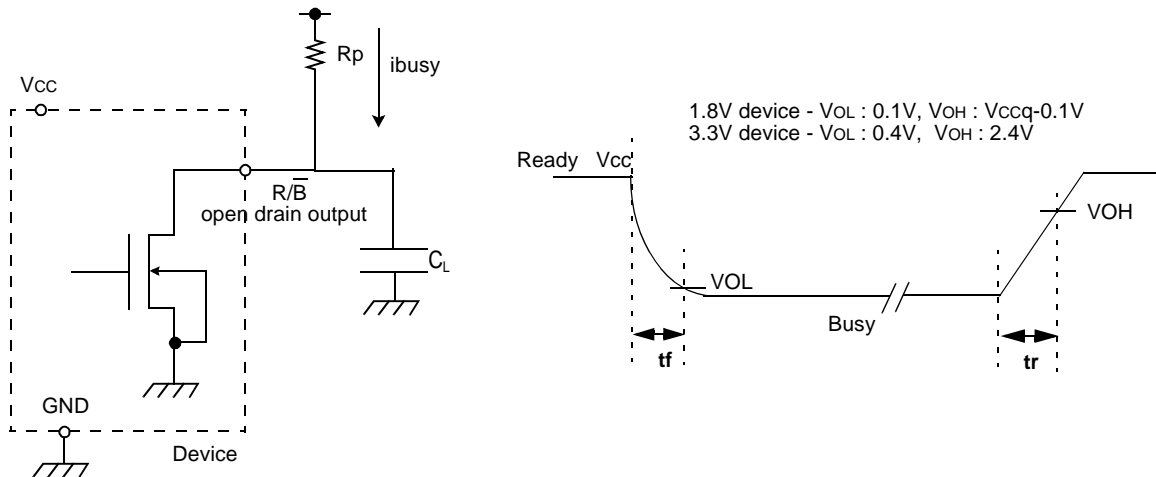 Rp
ibusy
VCC
R/B̅
open drain output
CL
GND
Device
1.8V device - VOL : 0.1V, VOH : VCCq-0.1V
3.3V device - VOL : 0.4V, VOH : 2.4V
Ready Vcc
VOH
VOL
Busy
tf
tr